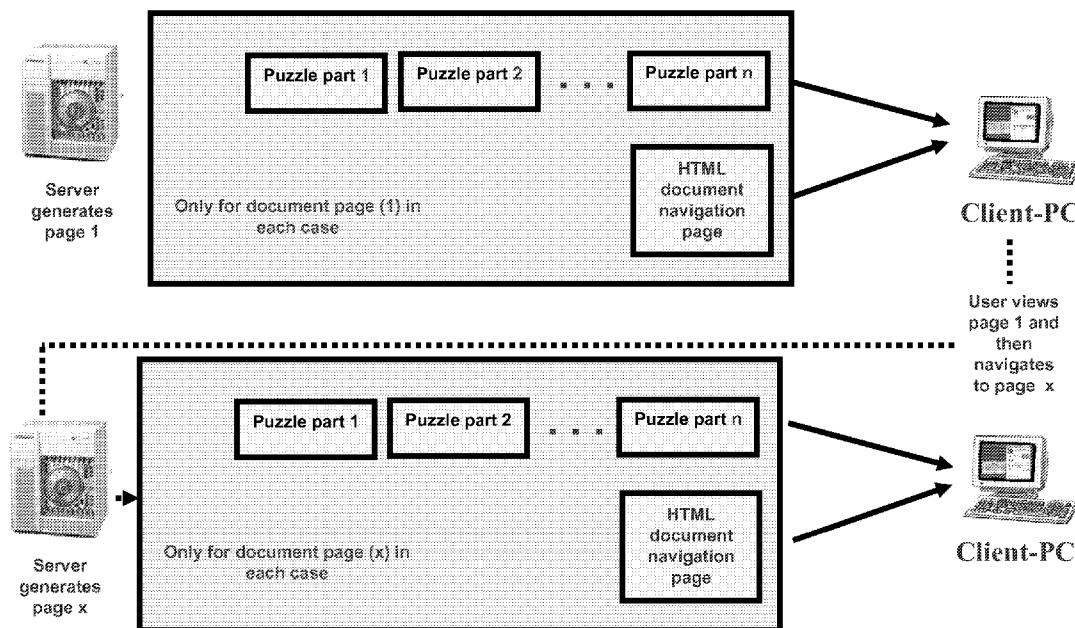 Puzzle part 1
Puzzle part 2
. . .
Puzzle part n
Server
generates
page 1
HTML
document
navigation
page
Only for document page (1) in
each case
Client-PC
User views
page 1 and
then
navigates
to page x
Puzzle part 1
Puzzle part 2
. . .
Puzzle part n
HTML
document
navigation
page
Only for document page (x) in
each case
Server
generates
page x
Client-PC